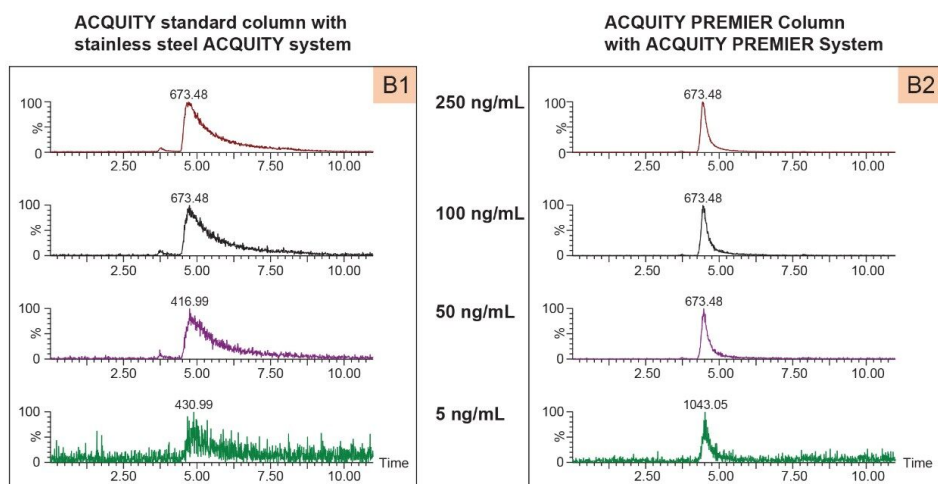 ACQUITY standard column with
stainless steel ACQUITY system
ACQUITY PREMIER Column
with ACQUITY PREMIER System
B1
673.48
100
%
0
2.50 5.00 7.50 10.00
673.48
100
%
0
2.50 5.00 7.50 10.00
416.99
100
%
0
2.50 5.00 7.50 10.00
430.99
100
%
0
2.50 5.00 7.50 10.00 Time
250 ng/mL
100 ng/mL
50 ng/mL
5 ng/mL
B2
673.48
100
%
0
2.50 5.00 7.50 10.00
673.48
100
%
0
2.50 5.00 7.50 10.00
673.48
100
%
0
2.50 5.00 7.50 10.00
1043.05
100
%
0
2.50 5.00 7.50 10.00 Time